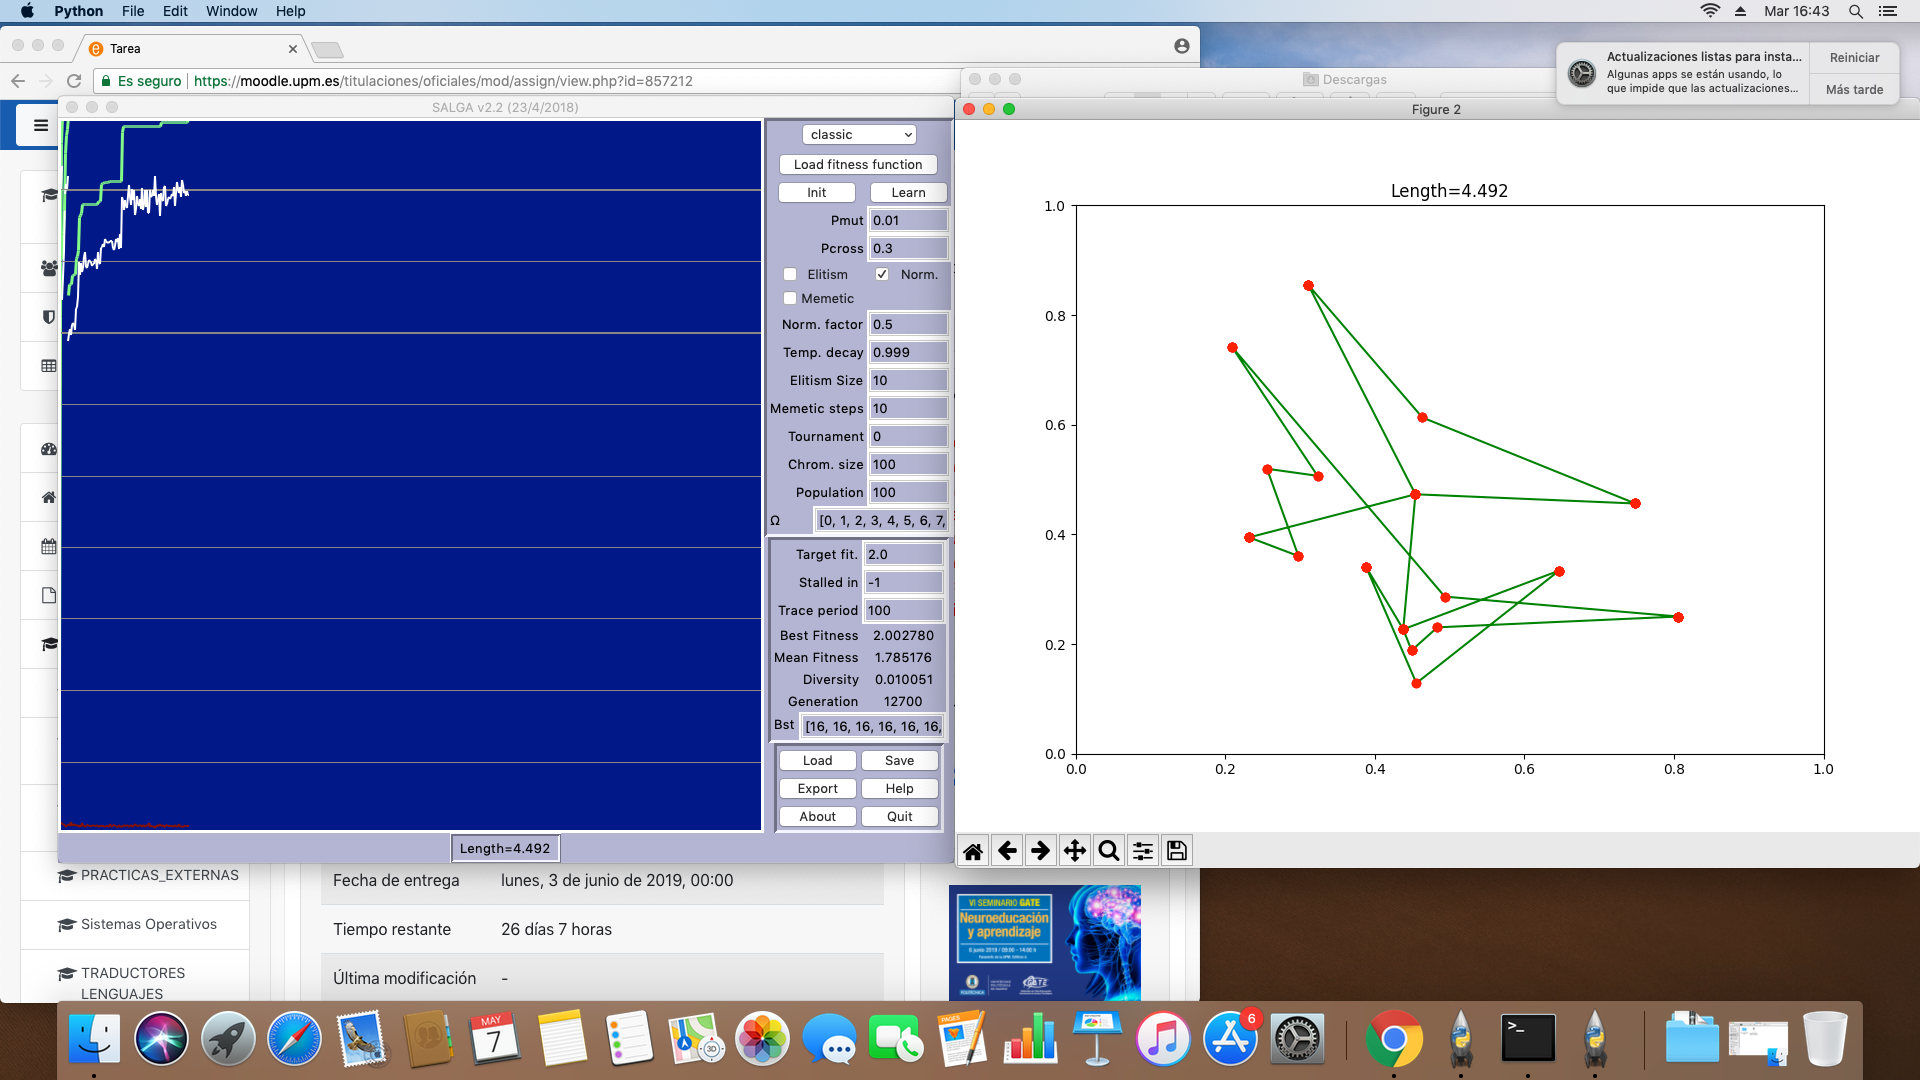 Python File Edit Window Help
Mar 16:43
Tarea
Es seguro https://moodle.upm.es/titulaciones/oficiales/mod/assign/view.php?id=857212
Descargas
Actualizaciones listas para insta...
Algunas apps se están usando, lo
que impide que las actualizaciones...
Reiniciar
Más tarde
SALGA v2.2 (23/4/2018)
classic
Load fitness function
Init Learn
Pmut 0.01
Pcross 0.3
Elitism Norm.
Memetic
Norm. factor 0.5
Temp. decay 0.999
Elitism Size 10
Memetic steps 10
Tournament 0
Chrom. size 100
Population 100
Ω [0, 1, 2, 3, 4, 5, 6, 7,
Target fit. 2.0
Stalled in -1
Trace period 100
Best Fitness 2.002780
Mean Fitness 1.785176
Diversity 0.010051
Generation 12700
Bst [16, 16, 16, 16, 16, 16,
Load Save
Export Help
About Quit
Length=4.492
Figure 2
Length=4.492
1.0
0.8
0.6
0.4
0.2
0.0
0.0 0.2 0.4 0.6 0.8 1.0
PRACTICAS_EXTERNAS
Sistemas Operativos
TRADUCTORES
LENGUAJES
Fecha de entrega lunes, 3 de junio de 2019, 00:00
Tiempo restante 26 días 7 horas
Última modificación -
VI SEMINARIO GATE
Neuroeducación
y aprendizaje
MAY
7
3D
PAGES
6
>_